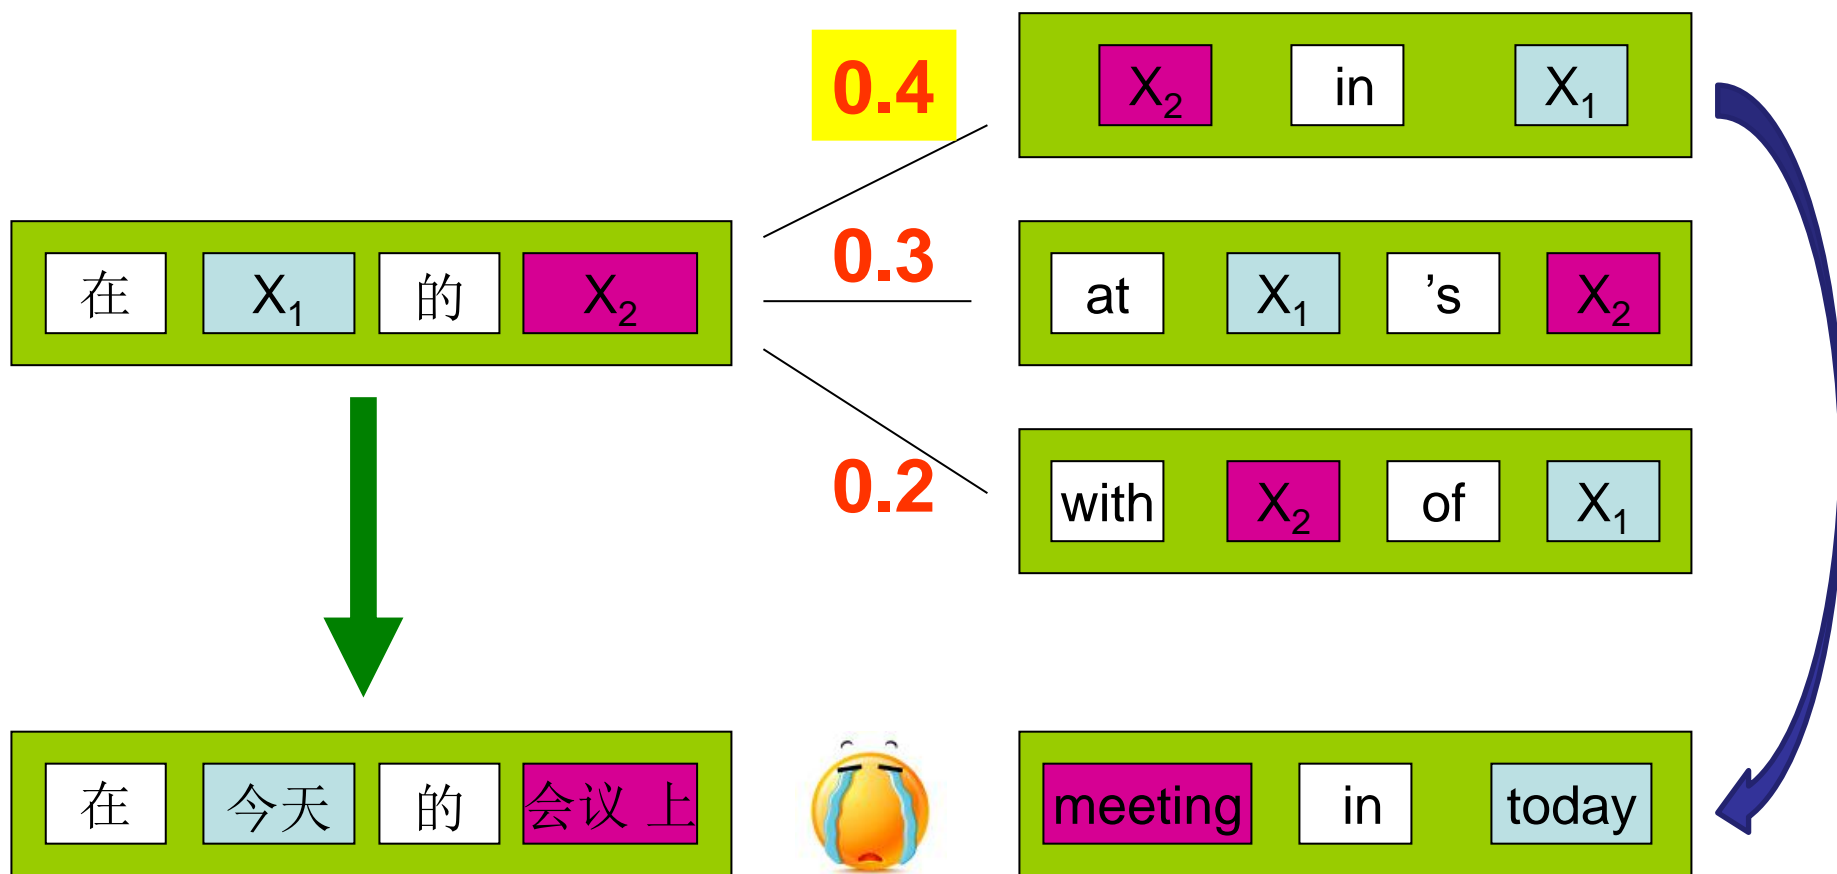 0.4
X₂ in X₁
在 X₁ 的 X₂
0.3
at X₁ ’s X₂
0.2
with X₂ of X₁
在 今天 的 会议 上
meeting in today